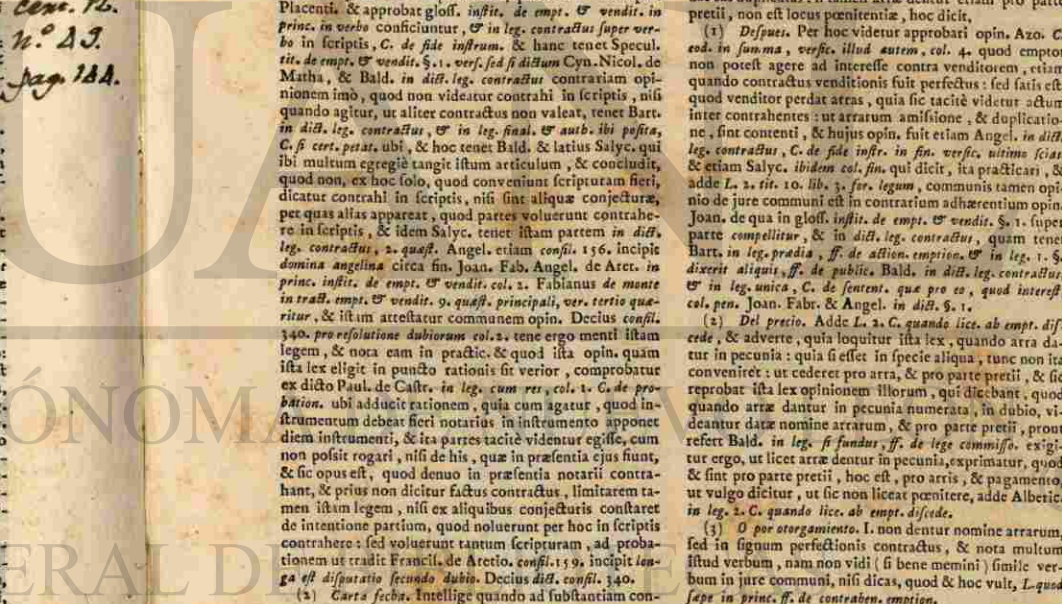 cent. 12.
n.º 43.
pag. 144.
Placenti. & approbat gloss. instit. de empt. & vendit. in
princ. in verbo conficiuntur, & in leg. contractus super ver-
bo in scriptis, C. de fide instrum. & hanc tenet Specul.
tit. de empt. & vendit. §. 1. vers. sed si dictum Cyn. Nicol. de
Matha, & Bald. in dict. leg. contractus contrariam opi-
nionem imò, quod non videatur contrahi in scriptis, nisi
quando agitur, ut aliter contractus non valeat, tenet Bart.
in dict. leg. contractus, & in leg. final. & auth. ibi posita,
C. si cert. petat. ubi, & hoc tenet Bald. & latius Salyc. qui
ibi multum egregiè tangit istum articulum, & concludit,
quod non, ex hoc solo, quod conveniunt scripturam fieri,
dicatur contrahi in scriptis, nisi sint aliquæ conjecturæ,
per quas alias appareat, quod partes voluerunt contrahe-
re in scriptis, & idem Salyc. tenet istam partem in dict.
leg. contractus, 2. quæst. Angel. etiam consil. 156. incipit
domina angelina circa fin. Joan. Fab. Angel. de Aret. in
princ. instit. de empt. & vendit. col. 2. Fabianus de monte
in tract. empt. & vendit. 9. quæst. principali, ver. tertio quæ-
ritur, & istam attestatur communem opin. Decius consil.
340. pro resolutione dubiorum col. 2. tene ergo menti istam
legem, & nota eam in practic. & quod ista opin. quam
ista lex eligit in puncto rationis sit verior, comprobatur
ex dicto Paul. de Castr. in leg. cum res, col. 1. C. de pro-
bation. ubi adducit rationem, quia cum agatur, quod in-
strumentum debeat fieri notarius in instrumento apponet
diem instrumenti, & ita partes tacitè videntur egisse, cum
non possit rogari, nisi de his, quæ in præsentia ejus fiunt,
& sic opus est, quod denuo in præsentia notarii contra-
hant, & prius non dicitur factus contractus, limitarem ta-
men istam legem, nisi ex aliquibus conjecturis constaret
de intentione partium, quod noluerunt per hoc in scriptis
contrahere: sed voluerunt tantum scripturam, ad proba-
tionem ut tradit Francis. de Aretio. consil. 159. incipit lon-
ga est disputatio secundo dubio. Decius dict. consil. 340.
(2) Carta fecha. Intellige quando ad substantiam con-
pretii, non est locus pœnitentiæ, hoc dicit,
(1) Despues. Per hoc videtur approbari opin. Azo. C.
eod. in summa, versic. illud autem, col. 4. quod emptor
non potest agere ad interesse contra venditorem, etiam
quando contractus venditionis fuit perfectus: sed satis est
quod venditor perdat arras, quia sic tacitè videtur actum
inter contrahentes: ut arrarum amissione, & duplicatio-
ne, sint contenti, & hujus opin. fuit etiam Angel. in dict.
leg. contractus, C. de fide instr. in fin. versic. ultimo scias
& etiam Salyc. ibidem col. fin. qui dicit, ita practicari, &
adde L. 2. tit. 10. lib. 3. for. legum, communis tamen opi
nio de jure communi est in contrarium adhærentium opin.
Joan. de qua in gloss. instit. de empt. & vendit. §. 1. super
parte compellitur, & in dict. leg. contractus, quam tenet
Bart. in leg. prædia, ff. de action. emption. & in leg. 1. §.
dixerit aliquis, ff. de public. Bald. in dict. leg. contractus
& in leg. unica, C. de sentent. quæ pro eo, quod interest
col. pen. Joan. Fabr. & Angel. in dict. §. 1.
(2) Del precio. Adde L. 2. C. quando lice. ab empt. dis
cede, & adverte, quia loquitur ista lex, quando arra da-
tur in pecunia: quia si esset in specie aliqua, tunc non ita
conveniret: ut cederet pro arra, & pro parte pretii, & sic
reprobat ista lex opinionem illorum, qui dicebant, quod
quando arræ dantur in pecunia numerata, in dubio, vi-
deantur datæ nomine arrarum, & pro parte pretii, prout
refert Bald. in leg. si fundus, ff. de lege commisso. exigi
tur ergo, ut licet arræ dentur in pecunia, exprimatur, quod
& sint pro parte pretii, hoc est, pro arris, & pagamento,
ut vulgo dicitur, ut sic non liceat pœnitere, adde Alberic.
in leg. 2. C. quando lice. ab empt. discede.
(3) O por otorgamiento. I. non dentur nomine arrarum,
sed in signum perfectionis contractus, & nota multum
istud verbum, nam non vidi (si bene memini) simile ver-
bum in jure communi, nisi dicas, quod & hoc vult, L. quod
sæpe in princ. ff. de contraben. emption.